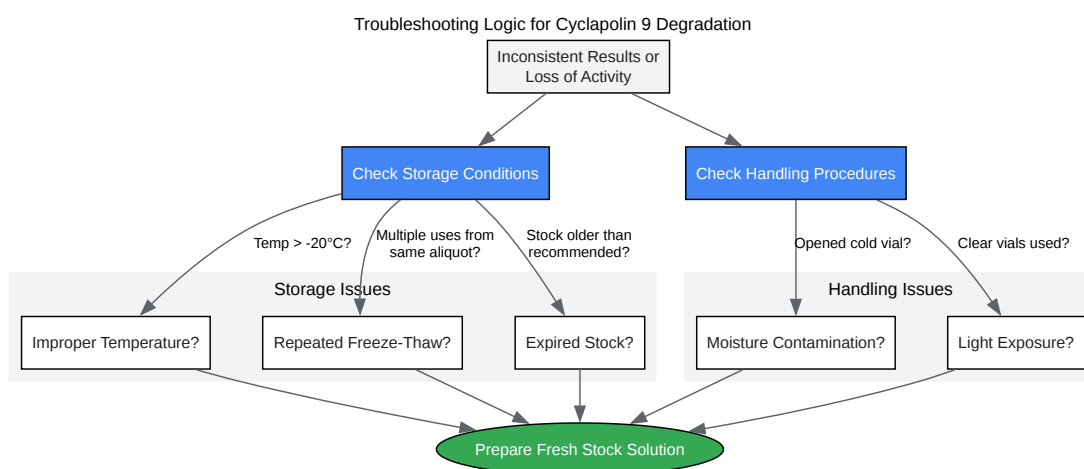 Troubleshooting Logic for Cyclapolin 9 Degradation
Inconsistent Results or
Loss of Activity
Check Storage Conditions
Check Handling Procedures
Temp > -20°C?
Multiple uses from
same aliquot?
Stock older than
recommended?
Opened cold vial?
Clear vials used?
Storage Issues
Handling Issues
Improper Temperature?
Repeated Freeze-Thaw?
Expired Stock?
Moisture Contamination?
Light Exposure?
Prepare Fresh Stock Solution